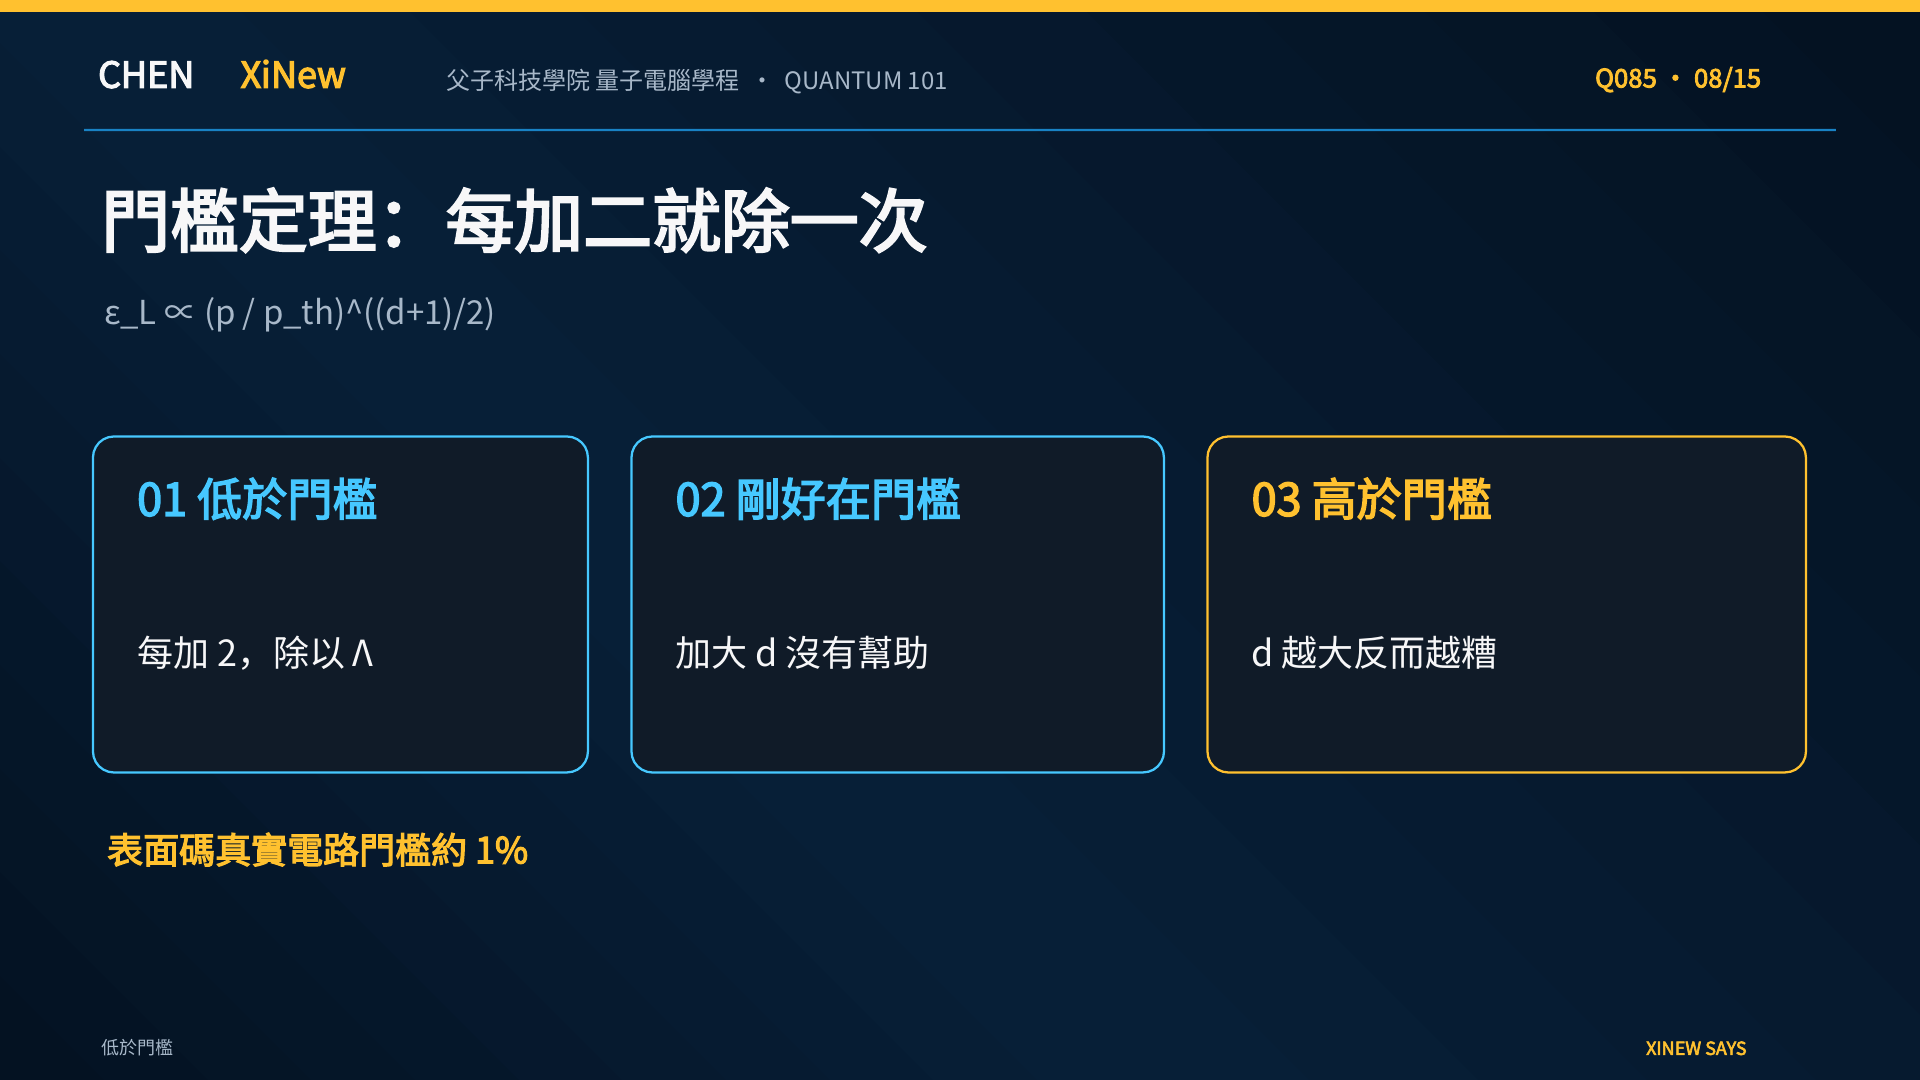 CHEN XiNew 父子科技學院 量子電腦學程 • QUANTUM 101 Q085 • 08/15
門檻定理：每加二就除一次
ε_L ∝ (p / p_th)^((d+1)/2)
01 低於門檻
每加 2，除以 Λ
02 剛好在門檻
加大 d 沒有幫助
03 高於門檻
d 越大反而越糟
表面碼真實電路門檻約 1%
低於門檻
XINEW SAYS